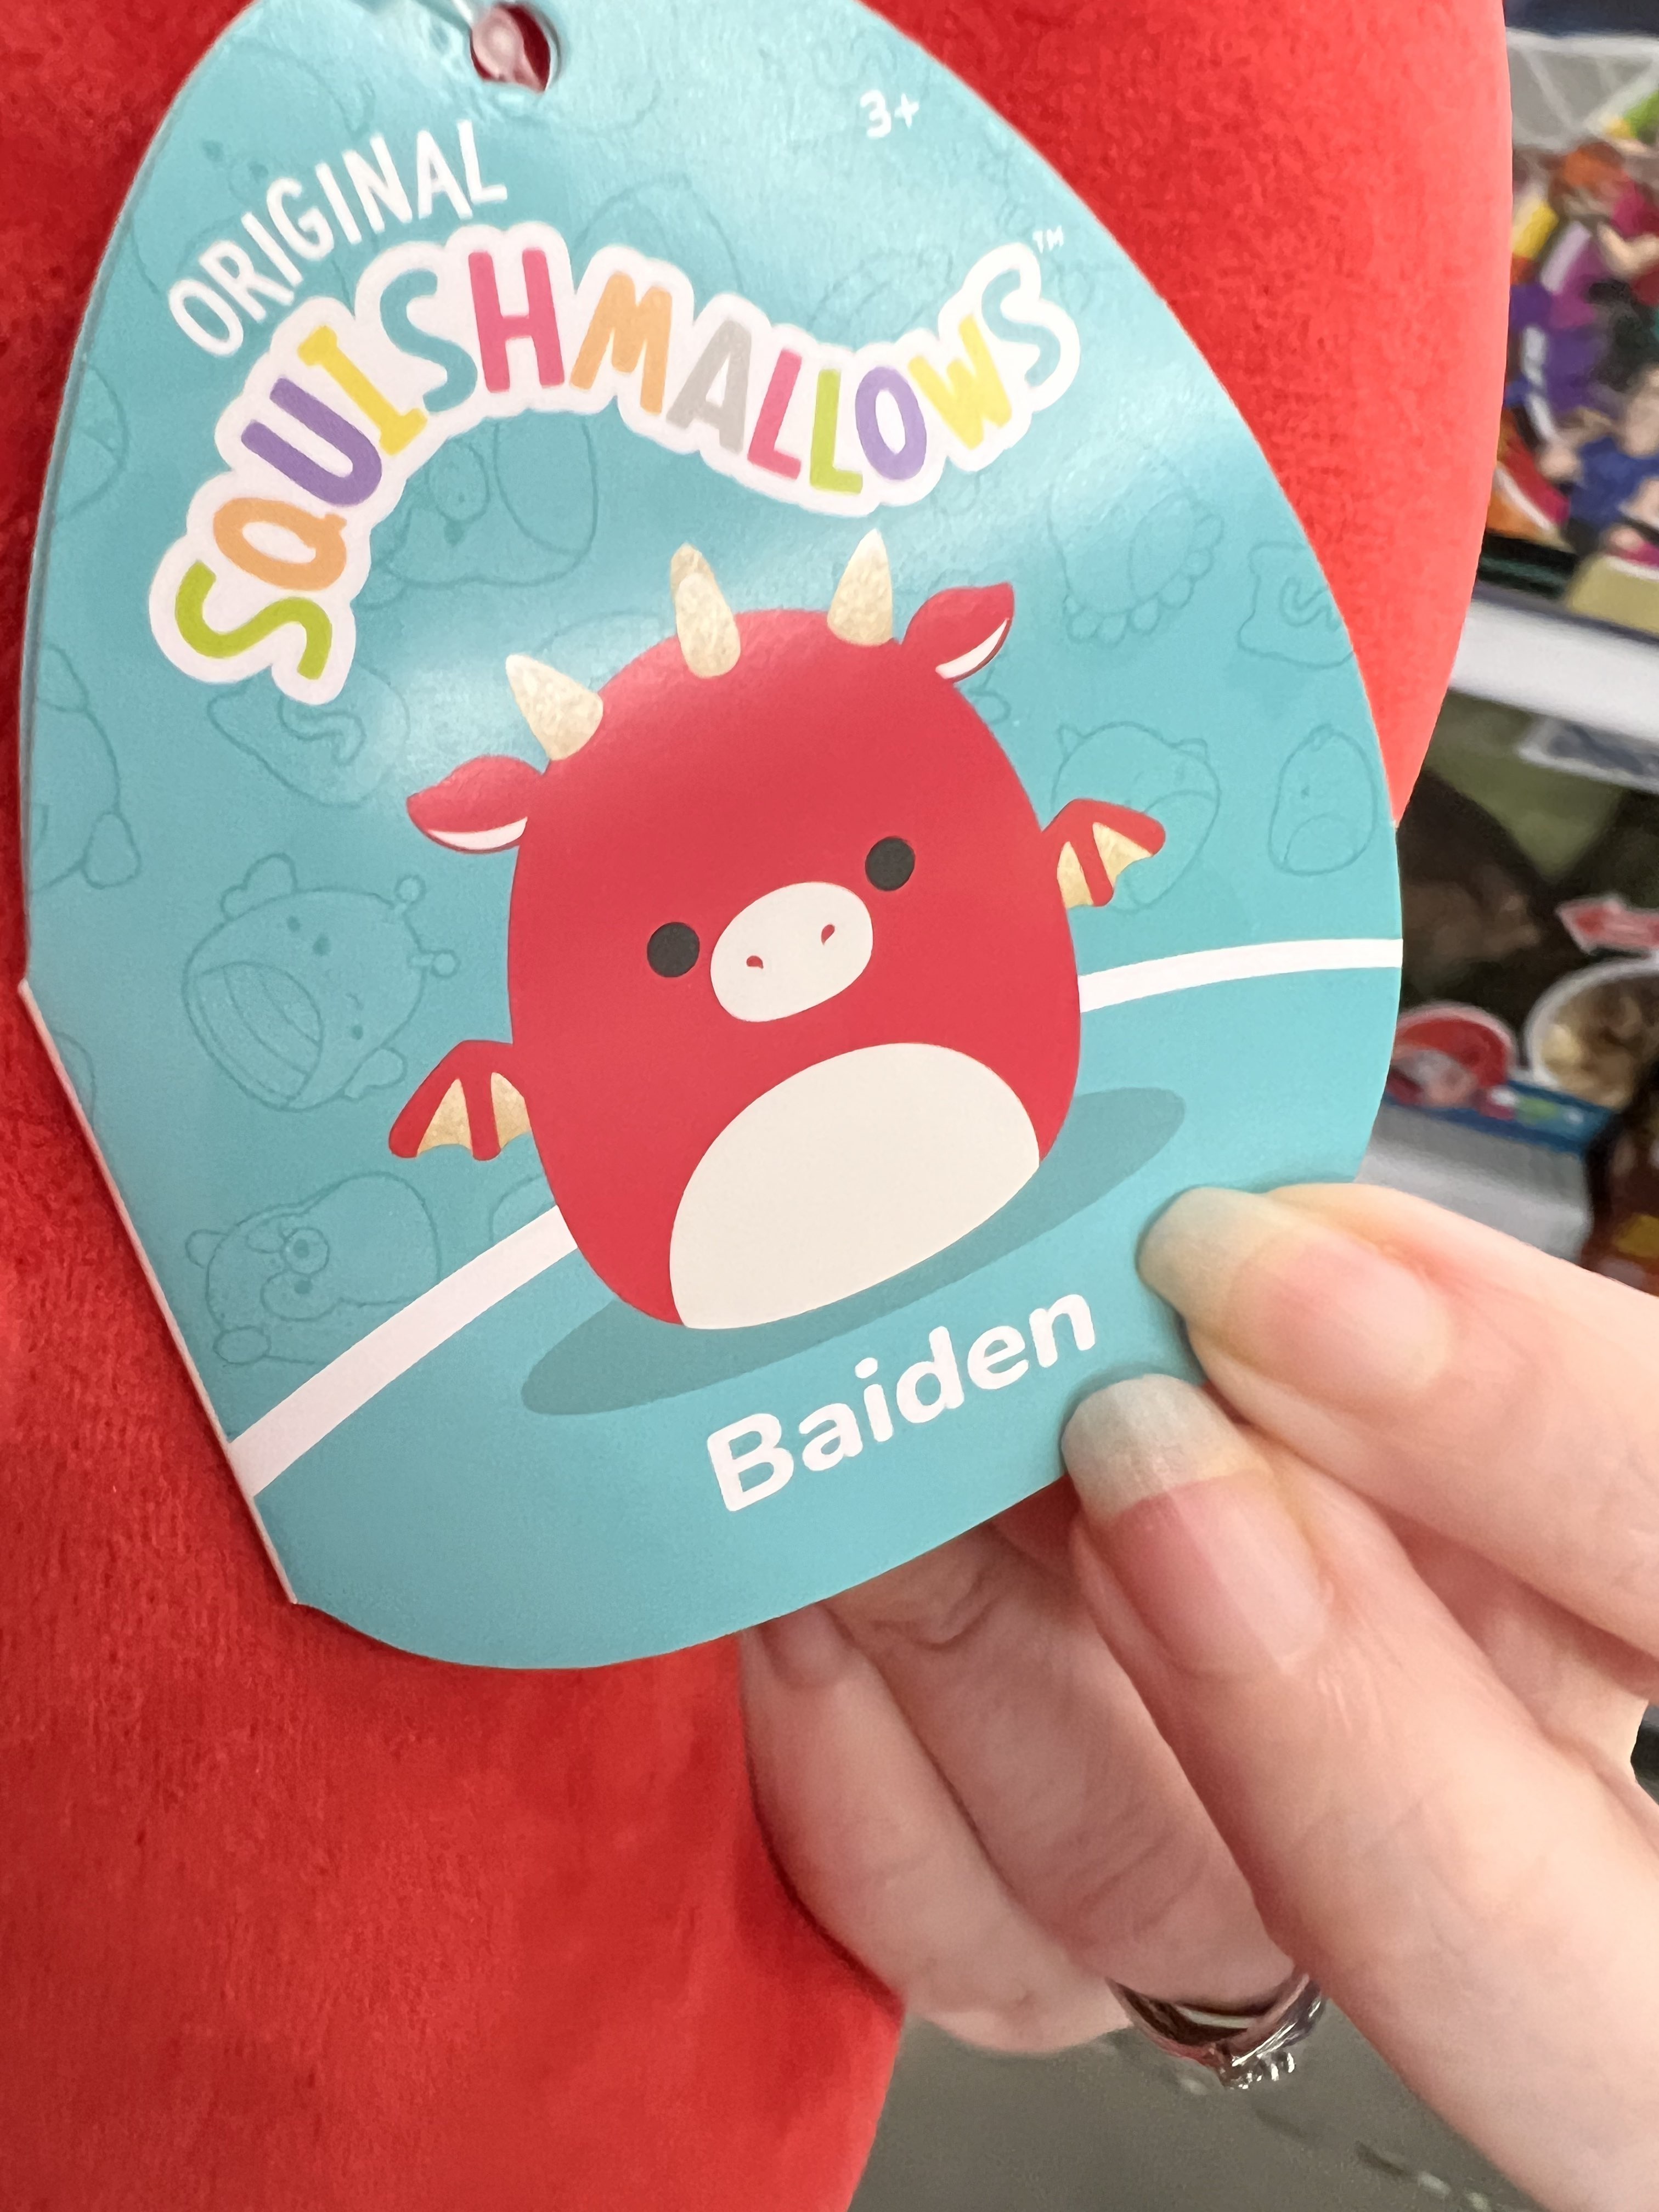 3+
ORIGINAL
SQUISHMALLOWS™
Baiden